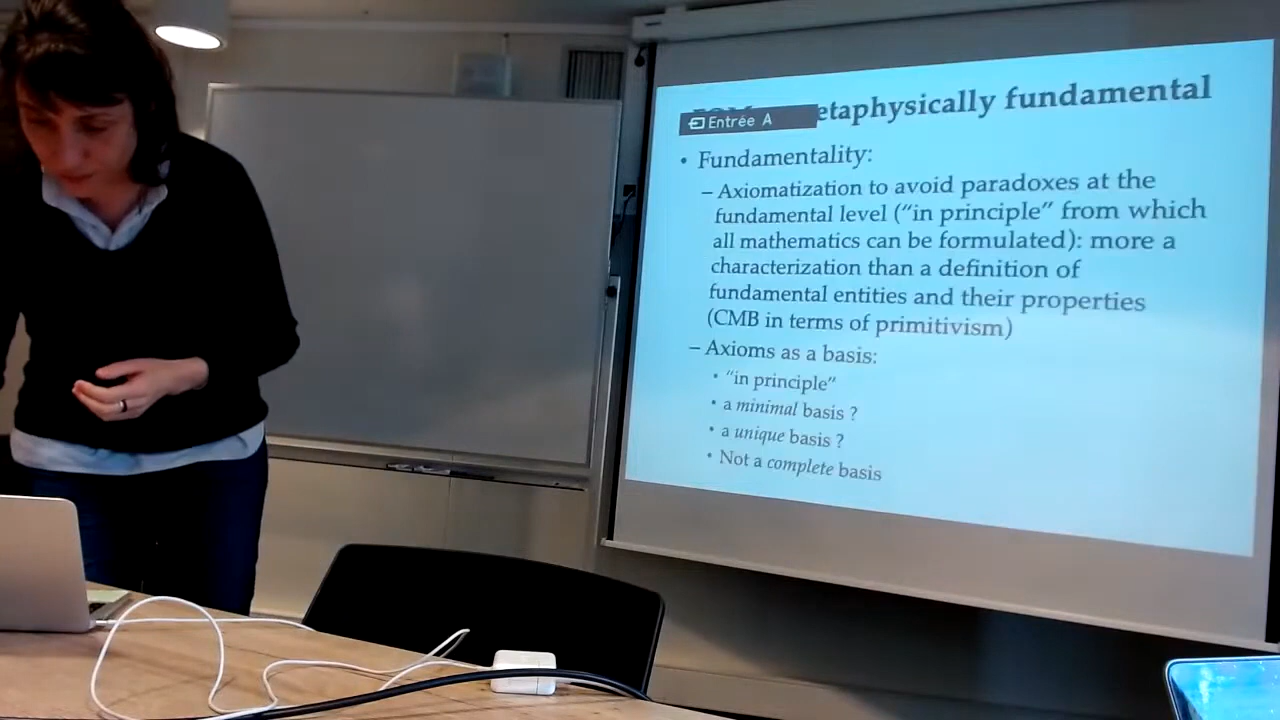 etaphysically fundamental
Entrée A
• Fundamentality:
– Axiomatization to avoid paradoxes at the
fundamental level (“in principle” from which
all mathematics can be formulated): more a
characterization than a definition of
fundamental entities and their properties
(CMB in terms of primitivism)
– Axioms as a basis:
• “in principle”
• a minimal basis ?
• a unique basis ?
• Not a complete basis